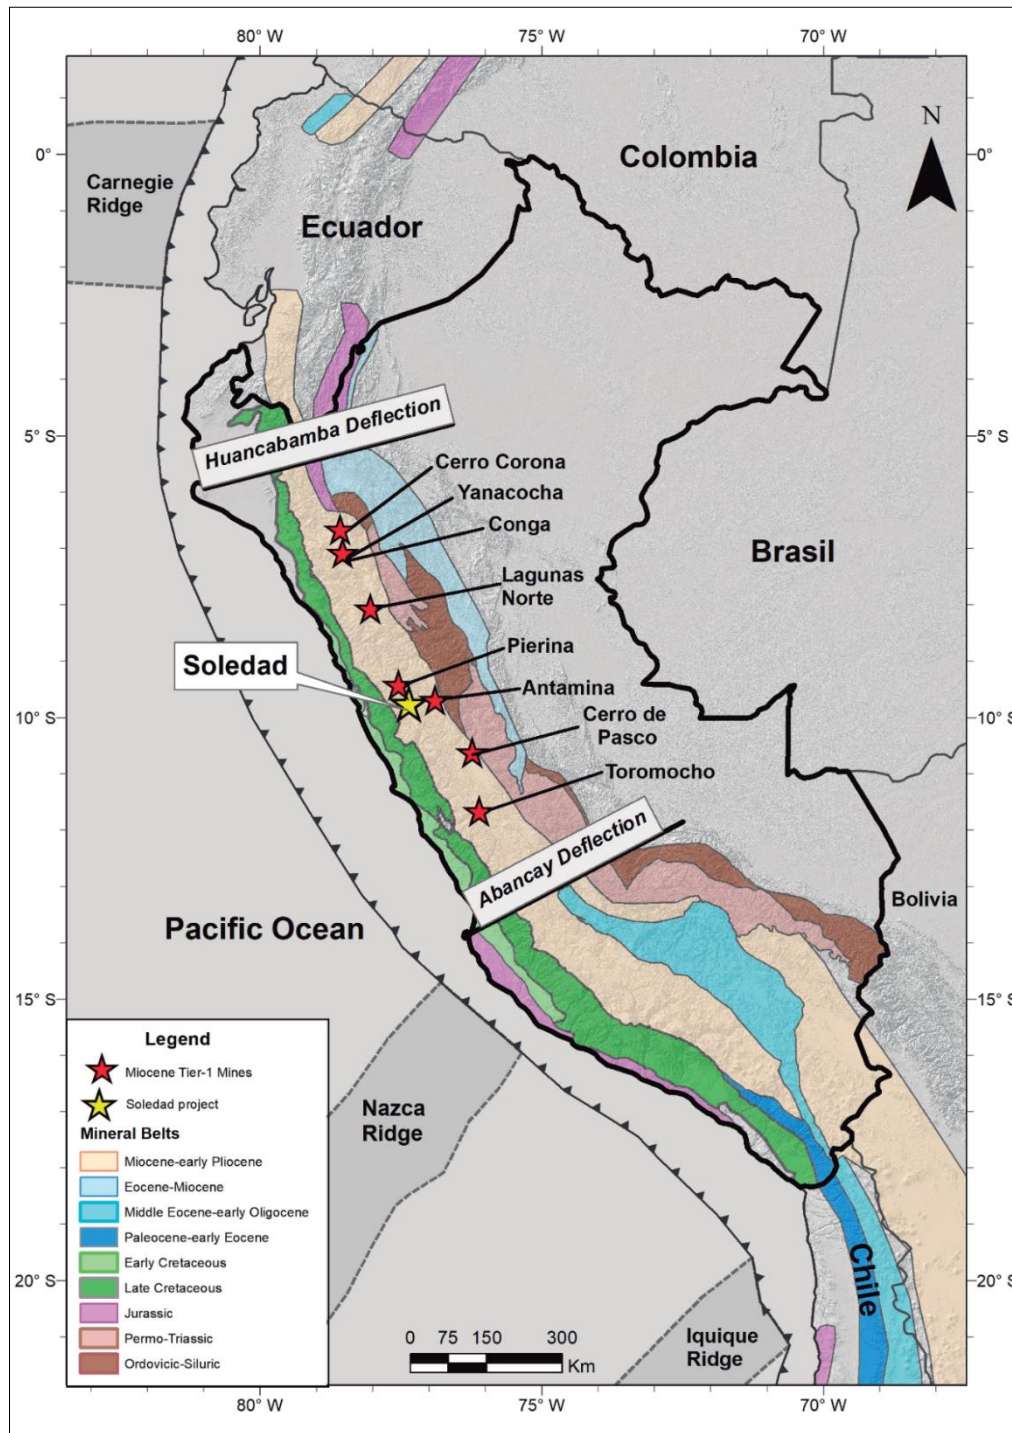 80° W
75° W
70° W
N
0°
0°
Colombia
Carnegie
Ridge
Ecuador
Huancabamba Deflection
5° S
5° S
Cerro Corona
Yanacocha
Conga
Brasil
Lagunas
Norte
Soledad
Pierina
Antamina
10° S
10° S
Cerro de
Pasco
Toromocho
Abancay Deflection
Bolivia
Pacific Ocean
15° S
15° S
Legend
Miocene Tier-1 Mines
Soledad project
Mineral Belts
Miocene-early Pliocene
Eocene-Miocene
Middle Eocene-early Oligocene
Paleocene-early Eocene
Early Cretaceous
Late Cretaceous
Jurassic
Permo-Triassic
Ordovicic-Siluric
Nazca
Ridge
Chile
20° S
20° S
Iquique
Ridge
0 75 150 300
Km
80° W
75° W
70° W